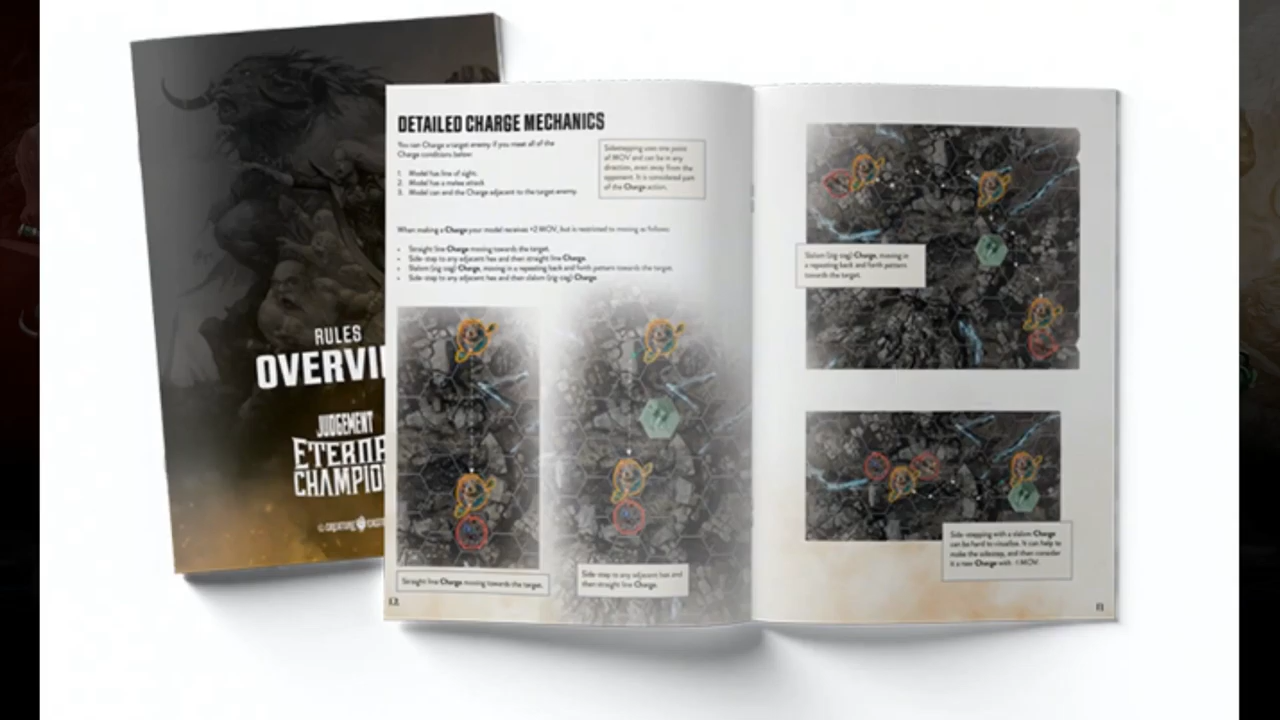 RULES
OVERVI
JUDGEMENT
ETERNA
CHAMPIO
CREATURE CASTE
DETAILED CHARGE MECHANICS
You can Charge a target enemy if you meet all of the
Charge conditions below:
1. Model has line of sight.
2. Model has a melee attack.
3. Model can end the Charge adjacent to the target enemy.
Sidestepping uses one point
of MOV and can be in any
direction, even away from the
opponent. It is considered part
of the Charge action.
When making a Charge your model receives +2 MOV, but is restricted to moving as follows:
• Straight line Charge moving towards the target.
• Side-step to any adjacent hex and then straight line Charge.
• Slalom (zig-zag) Charge, moving in a repeating back and forth pattern towards the target.
• Side-step to any adjacent hex and then slalom (zig-zag) Charge.
Straight line Charge moving towards the target.
Side-step to any adjacent hex and
then straight line Charge.
12
Slalom (zig-zag) Charge, moving in
a repeating back and forth pattern
towards the target.
Side-stepping with a slalom Charge
can be hard to visualize. It can help to
make the sidestep, and then consider
it a new Charge with -1 MOV.
13